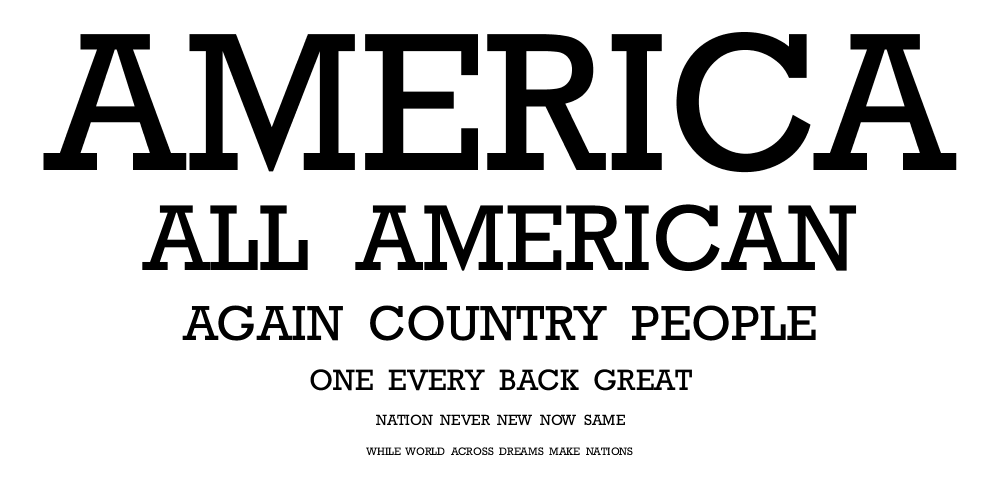 AMERICA
ALL AMERICAN
AGAIN COUNTRY PEOPLE
ONE EVERY BACK GREAT
NATION NEVER NEW NOW SAME
WHILE WORLD ACROSS DREAMS MAKE NATIONS